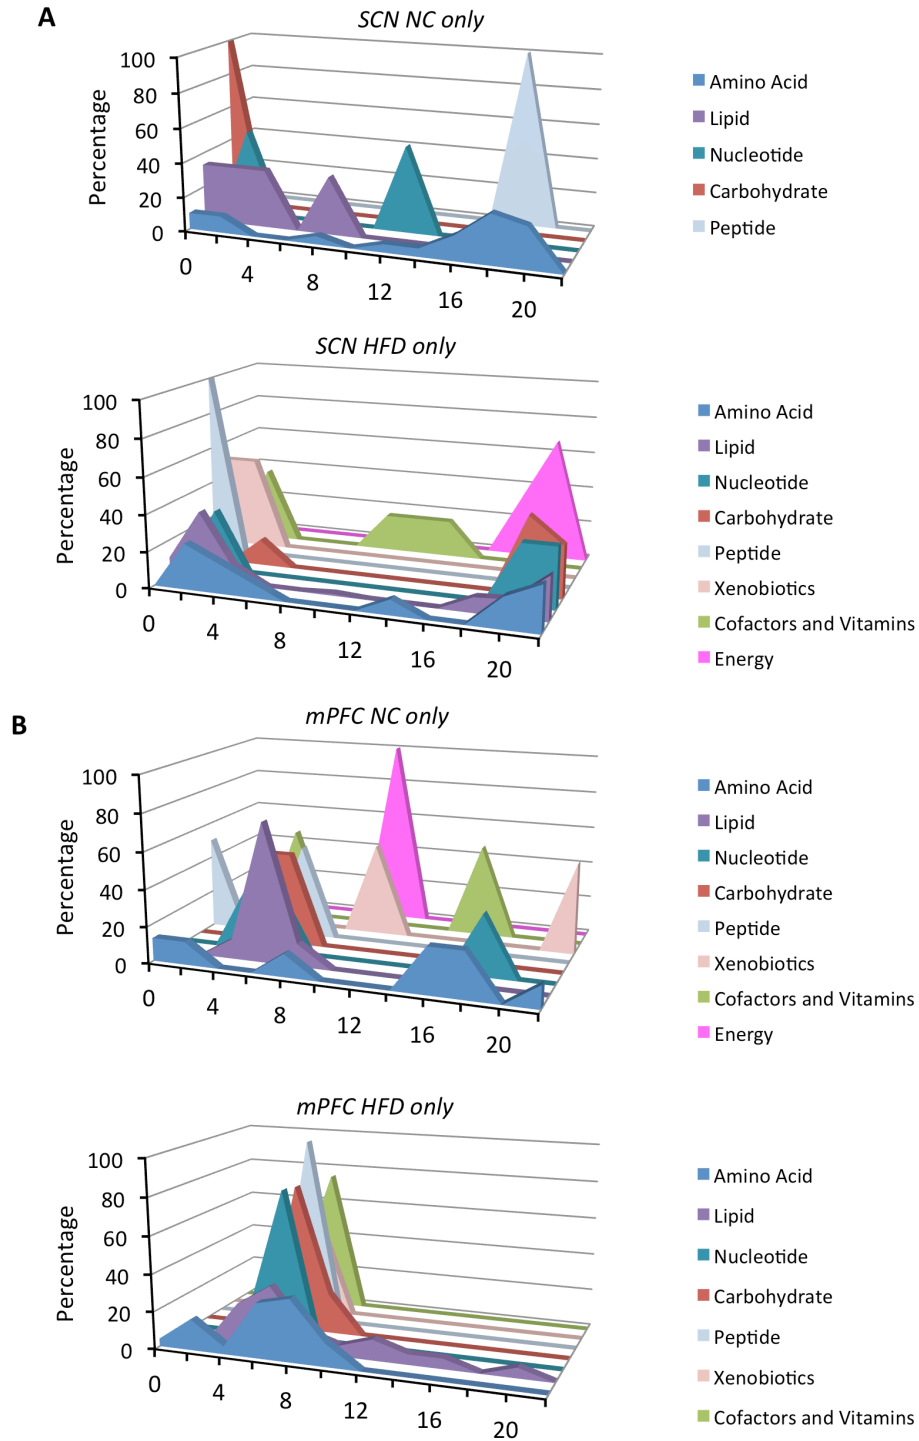 A
SCN NC only
Percentage
100
80
60
40
20
0
0
4
8
12
16
20
Amino Acid
Lipid
Nucleotide
Carbohydrate
Peptide
SCN HFD only
Percentage
100
80
60
40
20
0
0
4
8
12
16
20
Amino Acid
Lipid
Nucleotide
Carbohydrate
Peptide
Xenobiotics
Cofactors and Vitamins
Energy
B
mPFC NC only
Percentage
100
80
60
40
20
0
0
4
8
12
16
20
Amino Acid
Lipid
Nucleotide
Carbohydrate
Peptide
Xenobiotics
Cofactors and Vitamins
Energy
mPFC HFD only
Percentage
100
80
60
40
20
0
0
4
8
12
16
20
Amino Acid
Lipid
Nucleotide
Carbohydrate
Peptide
Xenobiotics
Cofactors and Vitamins